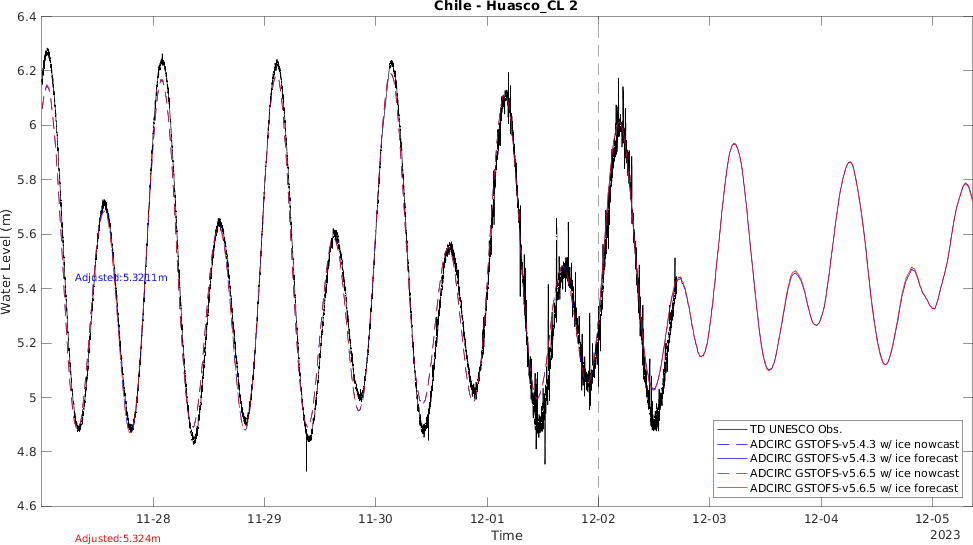 Chile - Huasco_CL 2
6.4
6.2
6
5.8
5.6
5.4
5.2
5
4.8
4.6
Water Level (m)
Adjusted:5.3211m
TD UNESCO Obs.
ADCIRC GSTOFS-v5.4.3 w/ ice nowcast
ADCIRC GSTOFS-v5.4.3 w/ ice forecast
ADCIRC GSTOFS-v5.6.5 w/ ice nowcast
ADCIRC GSTOFS-v5.6.5 w/ ice forecast
11-28 11-29 11-30 12-01 12-02 12-03 12-04 12-05
Time
2023
Adjusted:5.324m